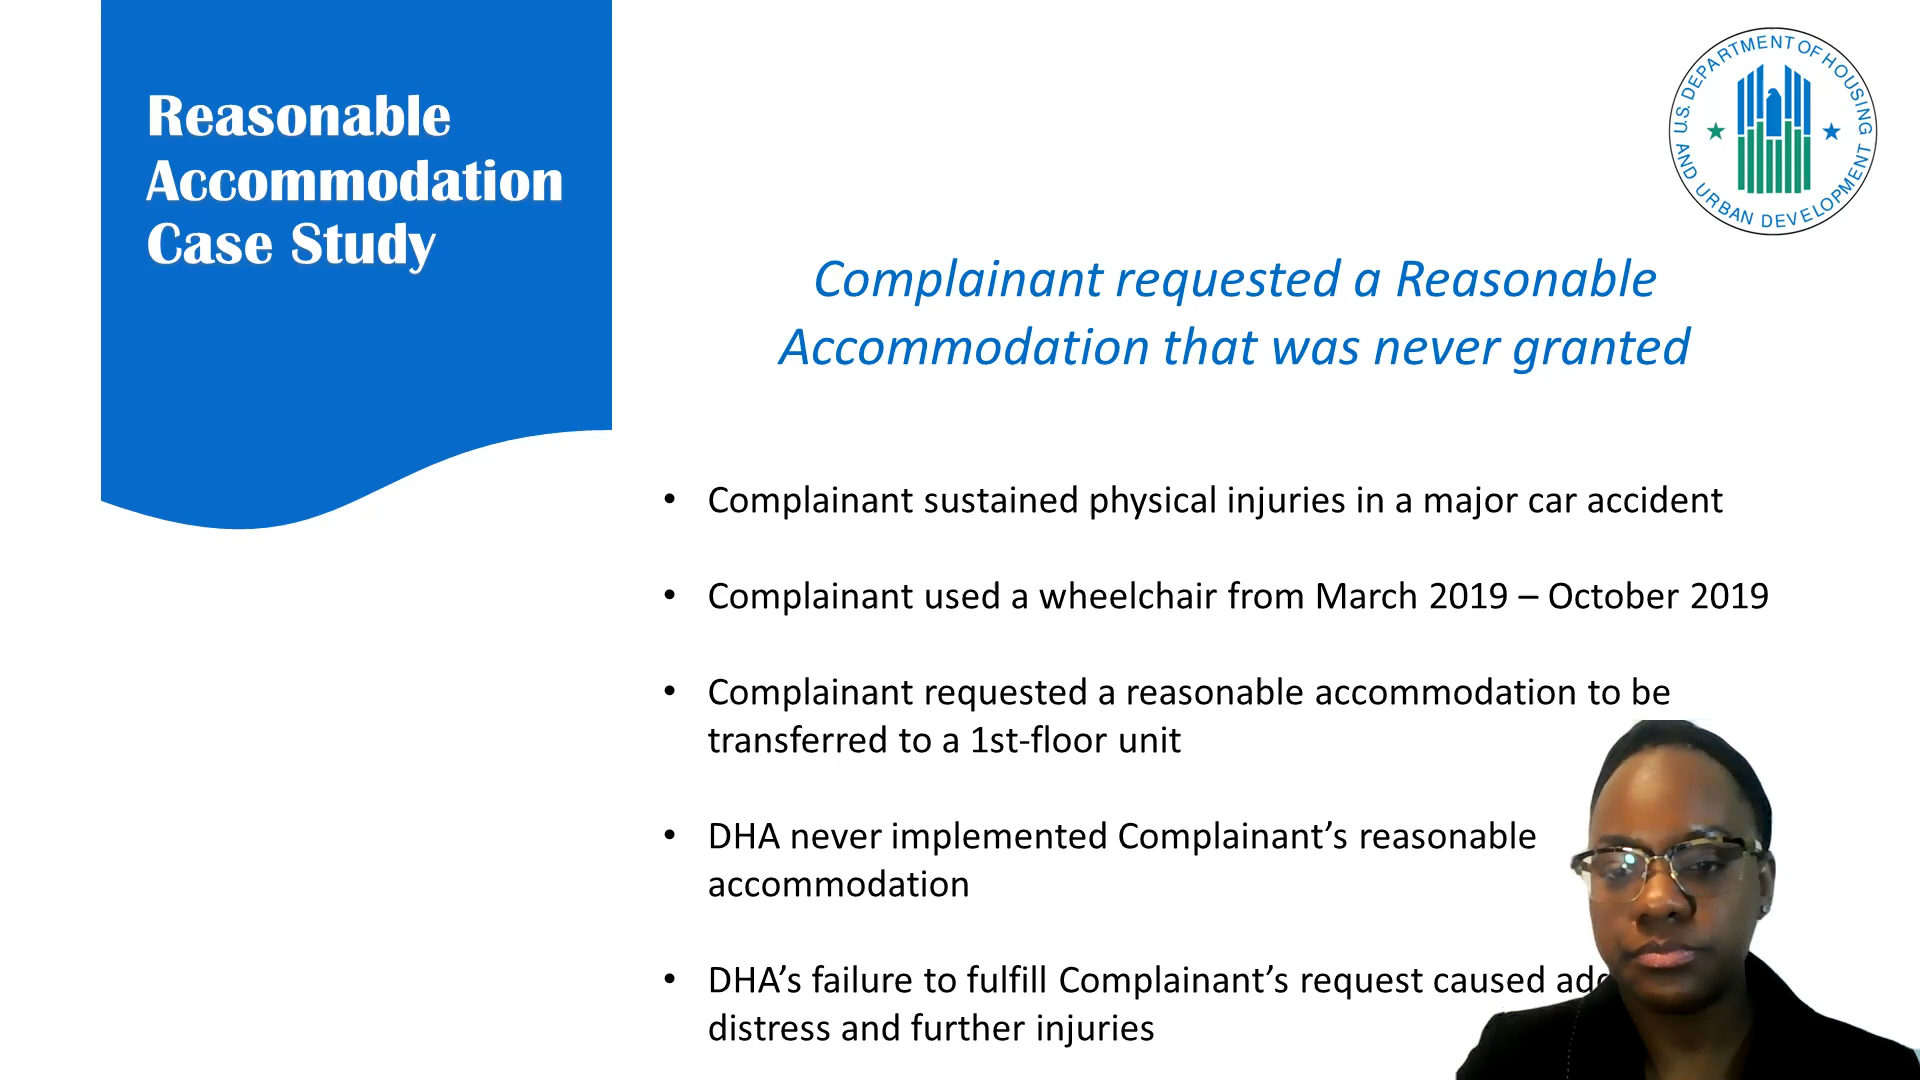 Reasonable
Accommodation
Case Study
U.S. DEPARTMENT OF HOUSING
AND URBAN DEVELOPMENT
Complainant requested a Reasonable
Accommodation that was never granted
• Complainant sustained physical injuries in a major car accident
• Complainant used a wheelchair from March 2019 – October 2019
• Complainant requested a reasonable accommodation to be
transferred to a 1st-floor unit
• DHA never implemented Complainant’s reasonable
accommodation
• DHA’s failure to fulfill Complainant’s request caused
distress and further injuries